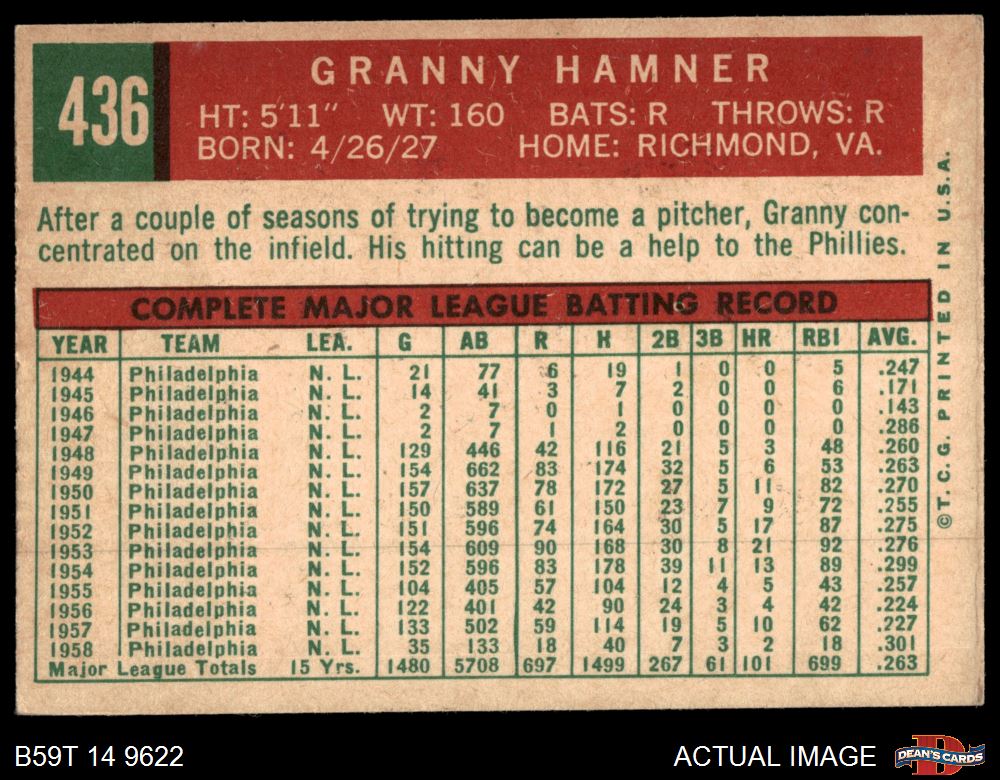 436
GRANNY HAMNER
HT: 5'11" WT: 160 BATS: R THROWS: R
BORN: 4/26/27 HOME: RICHMOND, VA.
After a couple of seasons of trying to become a pitcher, Granny con-
centrated on the infield. His hitting can be a help to the Phillies.
COMPLETE MAJOR LEAGUE BATTING RECORD
YEAR TEAM LEA. G AB R H 2B 3B HR RBI AVG.
1944 Philadelphia N. L. 21 77 6 19 1 0 0 5 .247
1945 Philadelphia N. L. 14 41 3 7 2 0 0 6 .171
1946 Philadelphia N. L. 2 7 0 1 0 0 0 0 .143
1947 Philadelphia N. L. 2 7 1 2 0 0 0 0 .286
1948 Philadelphia N. L. 129 446 42 116 21 5 3 48 .260
1949 Philadelphia N. L. 154 662 83 174 32 5 6 53 .263
1950 Philadelphia N. L. 157 637 78 172 27 5 11 82 .270
1951 Philadelphia N. L. 150 589 61 150 23 7 9 72 .255
1952 Philadelphia N. L. 151 596 74 164 30 5 17 87 .275
1953 Philadelphia N. L. 154 609 90 168 30 8 21 92 .276
1954 Philadelphia N. L. 152 596 83 178 39 11 13 89 .299
1955 Philadelphia N. L. 104 405 57 104 12 4 5 43 .257
1956 Philadelphia N. L. 122 401 42 90 24 3 4 42 .224
1957 Philadelphia N. L. 133 502 59 114 19 5 10 62 .227
1958 Philadelphia N. L. 35 133 18 40 7 3 2 18 .301
Major League Totals 15 Yrs. 1480 5708 697 1499 267 61 101 699 .263
©T. C. G. PRINTED IN U.S.A.
B59T 14 9622
ACTUAL IMAGE
DEAN'S CARDS